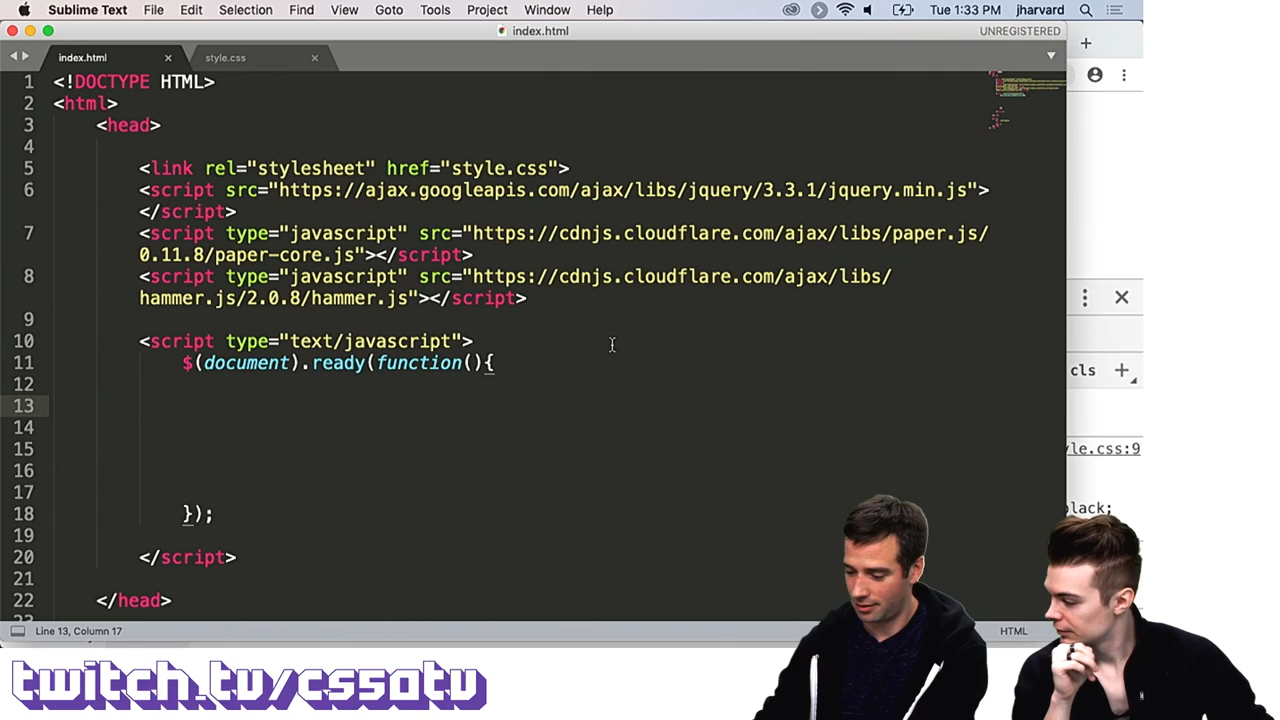 Sublime Text File Edit Selection Find View Goto Tools Project Window Help Tue 1:33 PM jharvard
index.html UNREGISTERED
index.html × style.css ×
1 <!DOCTYPE HTML>
2 <html>
3 <head>
4
5 <link rel="stylesheet" href="style.css">
6 <script src="https://ajax.googleapis.com/ajax/libs/jquery/3.3.1/jquery.min.js">
</script>
7 <script type="javascript" src="https://cdnjs.cloudflare.com/ajax/libs/paper.js/
0.11.8/paper-core.js"></script>
8 <script type="javascript" src="https://cdnjs.cloudflare.com/ajax/libs/
hammer.js/2.0.8/hammer.js"></script>
9
10 <script type="text/javascript">
11 $(document).ready(function(){
12
13
14
15
16
17
18 });
19
20 </script>
21
22 </head>
cls
le.css:9
black;
Line 13, Column 17 HTML
twitch.tv/cs50tv